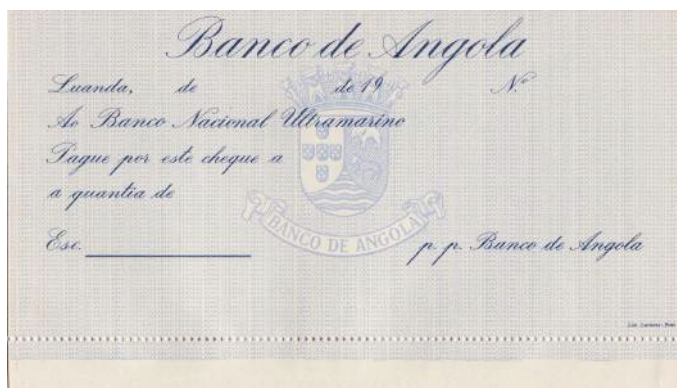 Banco de Angola
Luanda, de de 19 N.º
Ao Banco Nacional Ultramarino
Pague por este cheque a
a quantia de
BANCO DE ANGOLA
Esc. p. p. Banco de Angola